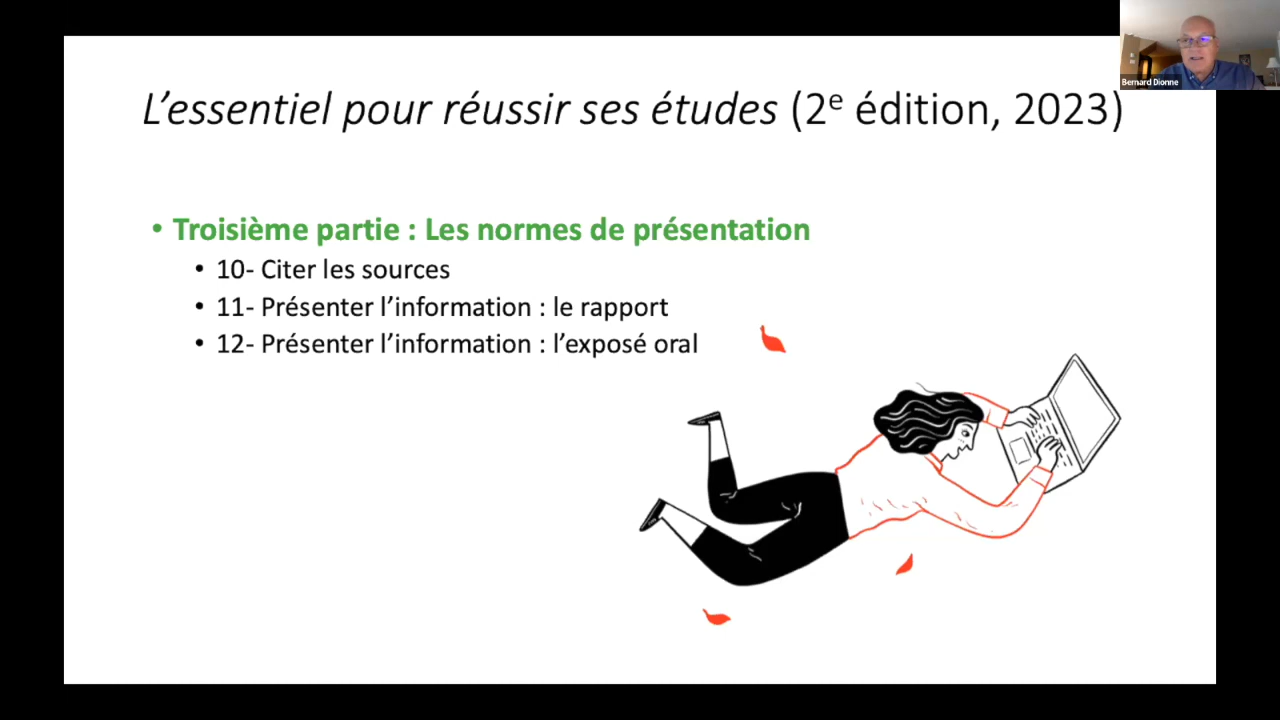 L’essentiel pour réussir ses études (2e édition, 2023)
• Troisième partie : Les normes de présentation
• 10- Citer les sources
• 11- Présenter l’information : le rapport
• 12- Présenter l’information : l’exposé oral
Bernard Dionne